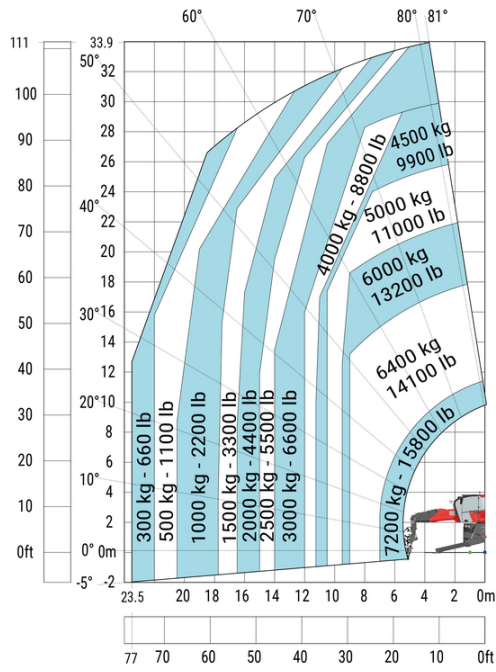 60° 70° 80° 81°
111 33.9
50° 32
100 30
90 28
4500 kg
9900 lb
26
80 24
5000 kg
11000 lb
40°
22
70 20
4000 kg - 8800 lb
6000 kg
13200 lb
60 18
30° 16
50 14
6400 kg
14100 lb
40 12
30 20° 10
8
20 6
10° 4
10 2
0ft 0° 0m
-5° -2
300 kg - 660 lb
500 kg - 1100 lb
1000 kg - 2200 lb
1500 kg - 3300 lb
2000 kg - 4400 lb
2500 kg - 5500 lb
3000 kg - 6600 lb
7200 kg - 15800 lb
23.5 20 18 16 14 12 10 8 6 4 2 0m
77 70 60 50 40 30 20 10 0ft